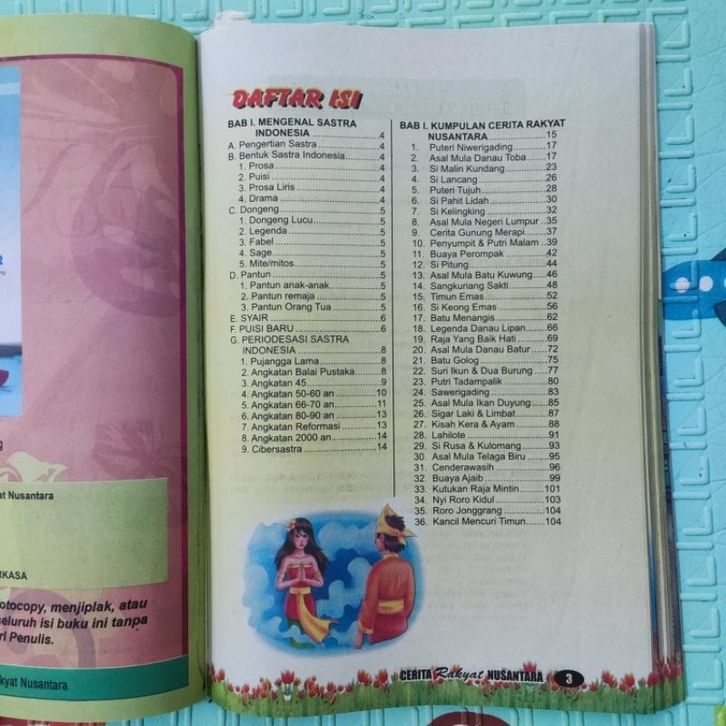 R
g
at Nusantara
RKASA
otocopy, menjiplak, atau
seluruh isi buku ini tanpa
ri Penulis.
kyat Nusantara
DAFTAR ISI
BAB I. MENGENAL SASTRA
INDONESIA ......................4
A. Pengertian Sastra...................4
B. Bentuk Sastra Indonesia...........4
1. Prosa..................................4
2. Puisi ...................................4
3. Prosa Liris...........................4
4. Drama .................................4
C. Dongeng................................5
1. Dongeng Lucu......................5
2. Legenda ..............................5
3. Fabel ..................................5
4. Sage...................................5
5. Mite/mitos............................5
D. Pantun ..................................5
1. Pantun anak-anak.................5
2. Pantun remaja .....................5
3. Pantun Orang Tua ................5
E. SYAIR ...................................6
F. PUISI BARU ...........................6
G. PERIODESASI SASTRA
INDONESIA ..........................8
1. Pujangga Lama....................8
2. Angkatan Balai Pustaka.........8
3. Angkatan 45........................9
4. Angkatan 50-60 an..............10
5. Angkatan 66-70 an..............11
6. Angkatan 80-90 an..............13
7. Angkatan Reformasi ............13
8. Angkatan 2000 an...............14
9. Cibersastra.........................14
BAB I. KUMPULAN CERITA RAKYAT
NUSANTARA...................15
1. Puteri Niwerigading..........17
2. Asal Mula Danau Toba......17
3. Si Malin Kundang............23
4. Si Lancang.....................26
5. Puteri Tujuh....................28
6. Si Pahit Lidah.................30
7. Si Kelingking ..................32
8. Asal Mula Negeri Lumpur ..35
9. Cerita Gunung Merapi......37
10. Penyumpit & Putri Malam ..39
11. Buaya Perompak ............42
12. Si Pitung........................44
13. Asal Mula Batu Kuwung....46
14. Sangkuriang Sakti...........48
15. Timun Emas...................52
16. Si Keong Emas ..............56
17. Batu Menangis ...............62
18. Legenda Danau Lipan......66
19. Raja Yang Baik Hati ........69
20. Asal Mula Danau Batur.....72
21. Batu Golog.....................75
22. Suri Ikun & Dua Burung ....77
23. Putri Tadampalik .............80
24. Sawerigading..................83
25. Asal Mula Ikan Duyung.....85
26. Sigar Laki & Limbat.........87
27. Kisah Kera & Ayam.........88
28. Lahilote .........................91
29. Si Rusa & Kulomang........93
30. Asal Mula Telaga Biru .....95
31. Cenderawasih.................96
32. Buaya Ajaib....................99
33. Kutukan Raja Mintin........101
34. Nyi Roro Kidul................103
35. Roro Jonggrang .............104
36. Kancil Mencuri Timun......104
CERITA Rakyat NUSANTARA 3